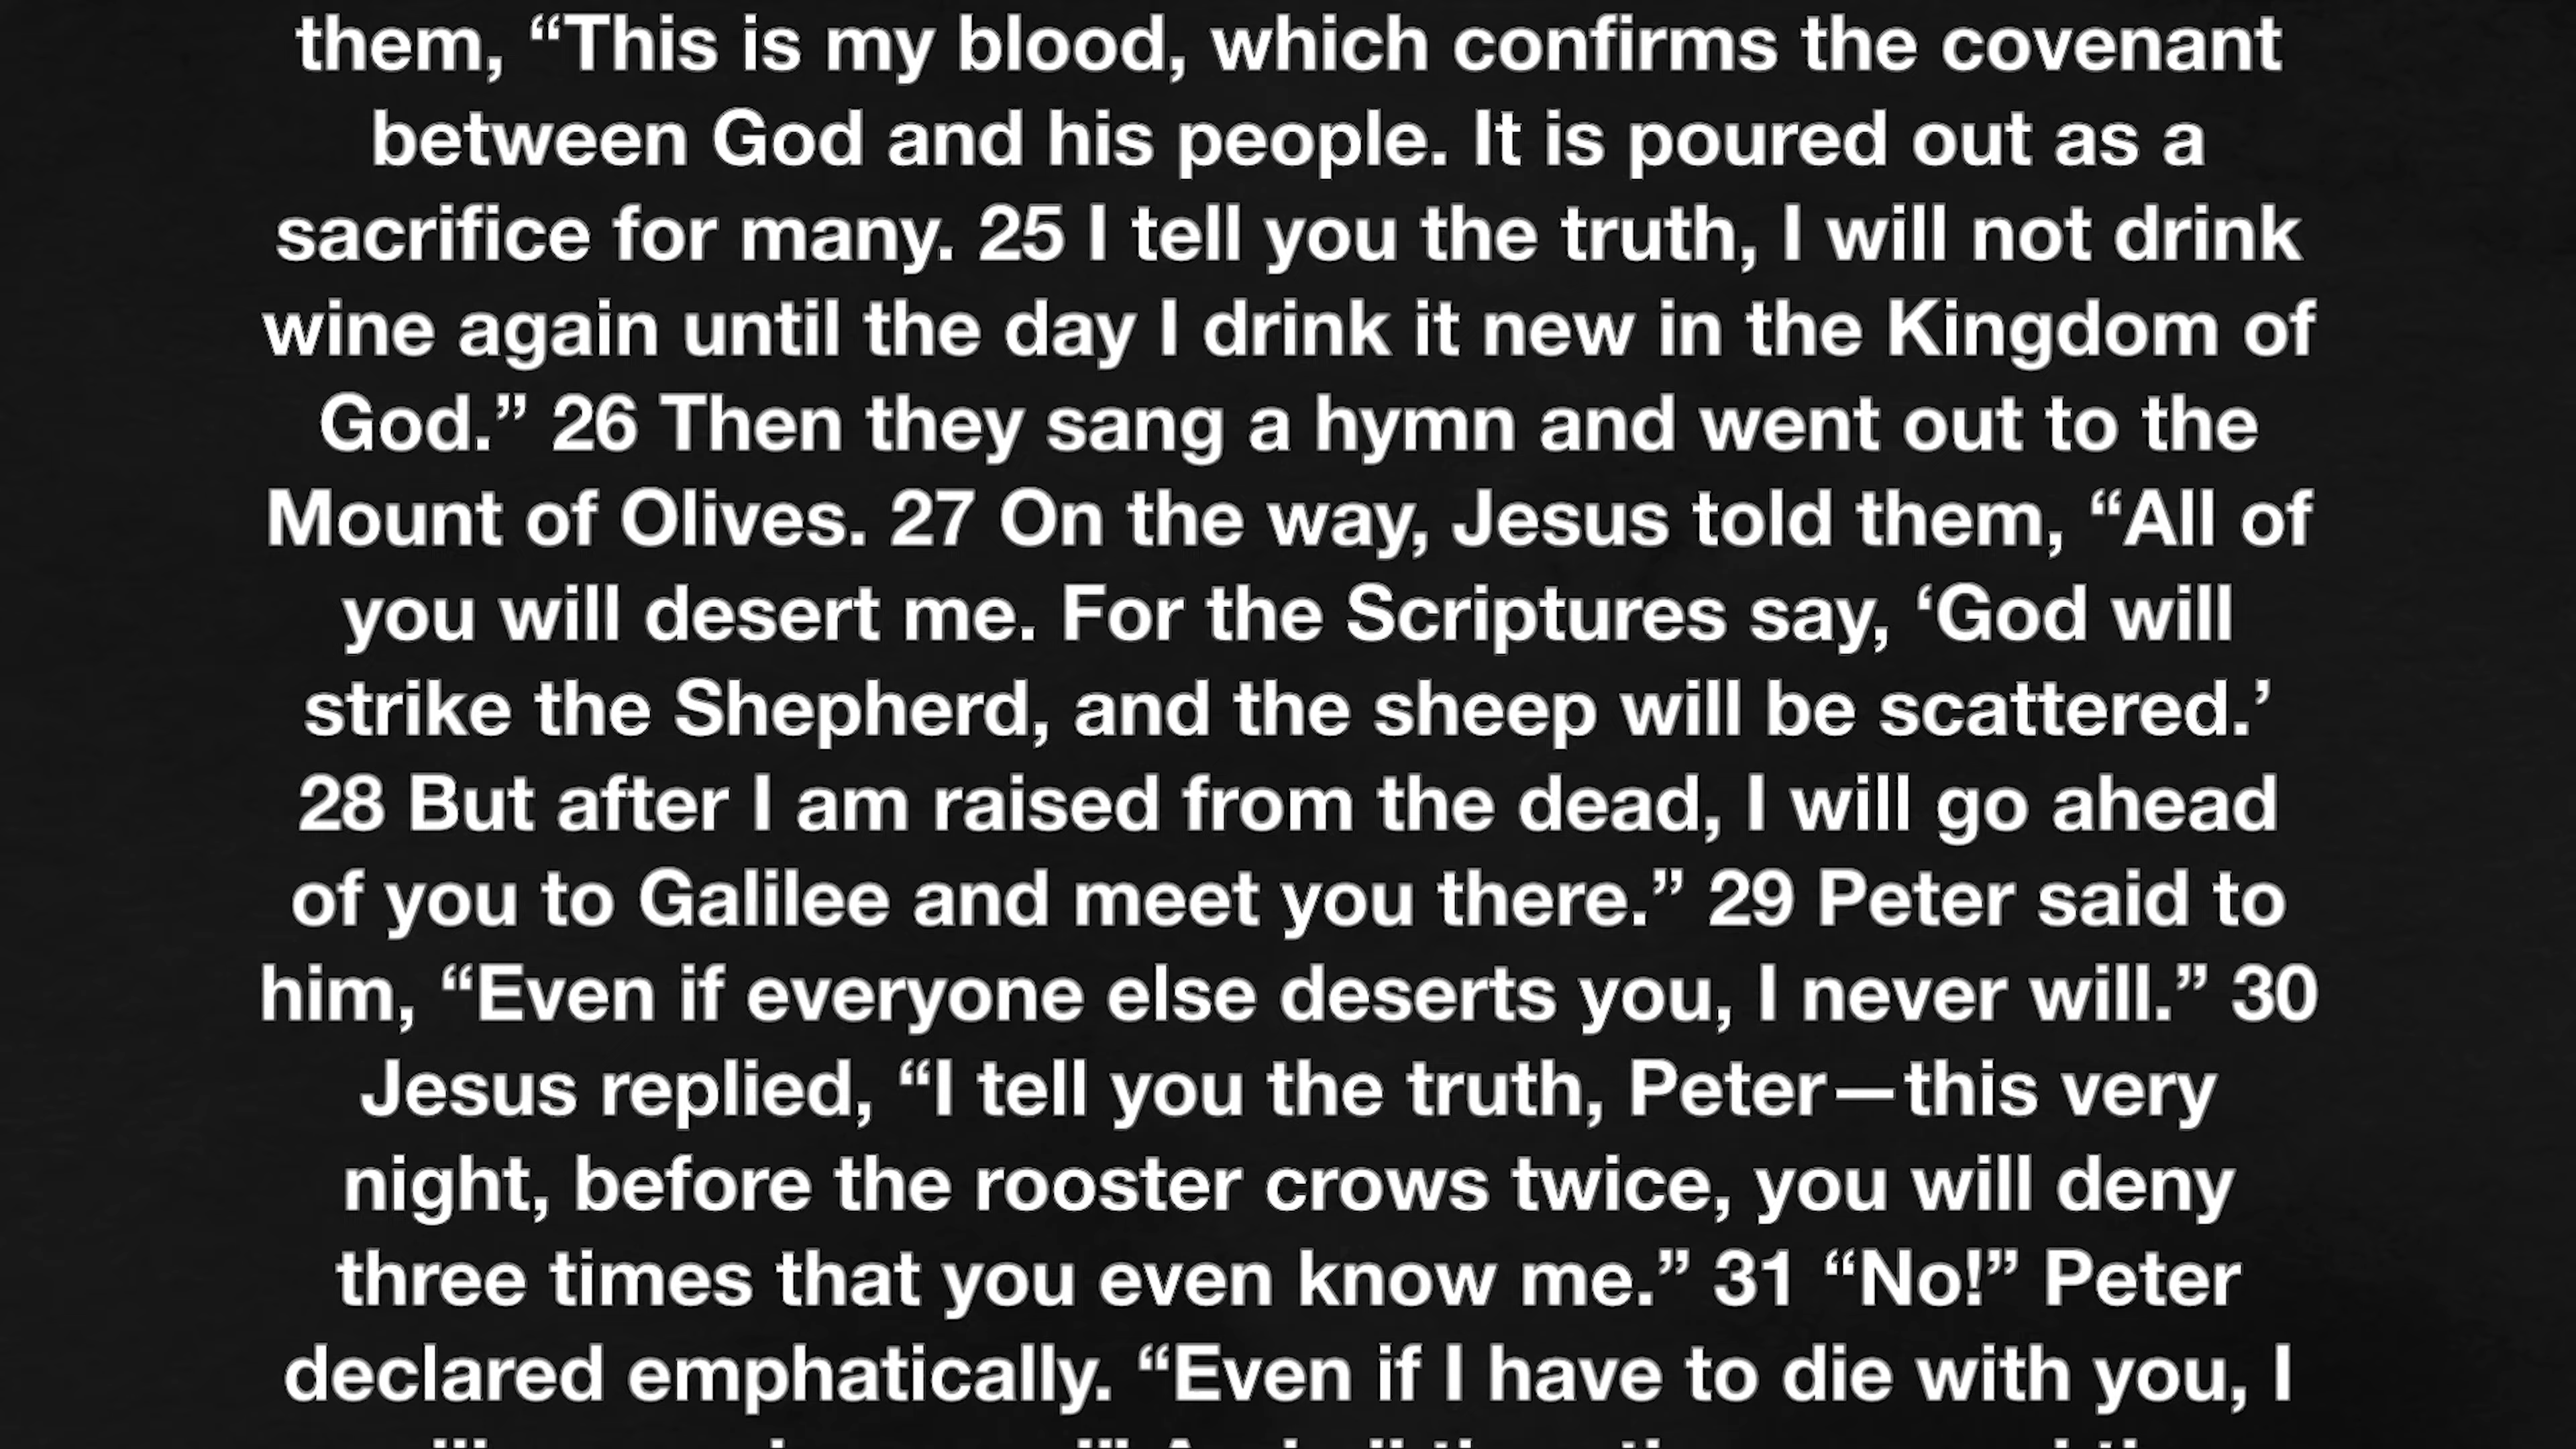 them, “This is my blood, which confirms the covenant
between God and his people. It is poured out as a
sacrifice for many. 25 I tell you the truth, I will not drink
wine again until the day I drink it new in the Kingdom of
God.” 26 Then they sang a hymn and went out to the
Mount of Olives. 27 On the way, Jesus told them, “All of
you will desert me. For the Scriptures say, ‘God will
strike the Shepherd, and the sheep will be scattered.’
28 But after I am raised from the dead, I will go ahead
of you to Galilee and meet you there.” 29 Peter said to
him, “Even if everyone else deserts you, I never will.” 30
Jesus replied, “I tell you the truth, Peter—this very
night, before the rooster crows twice, you will deny
three times that you even know me.” 31 “No!” Peter
declared emphatically. “Even if I have to die with you, I